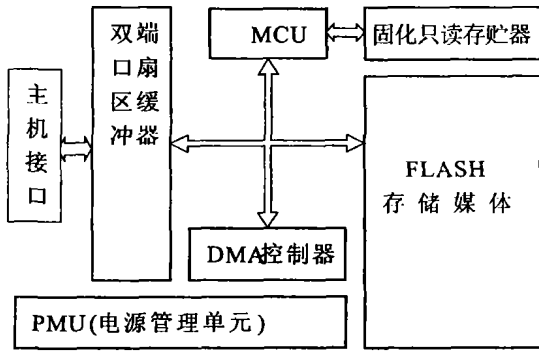 双端
口扇
区缓
冲器
MCU
固化只读存贮器
主
机
接
口
FLASH
存储媒体
DMA控制器
PMU(电源管理单元)